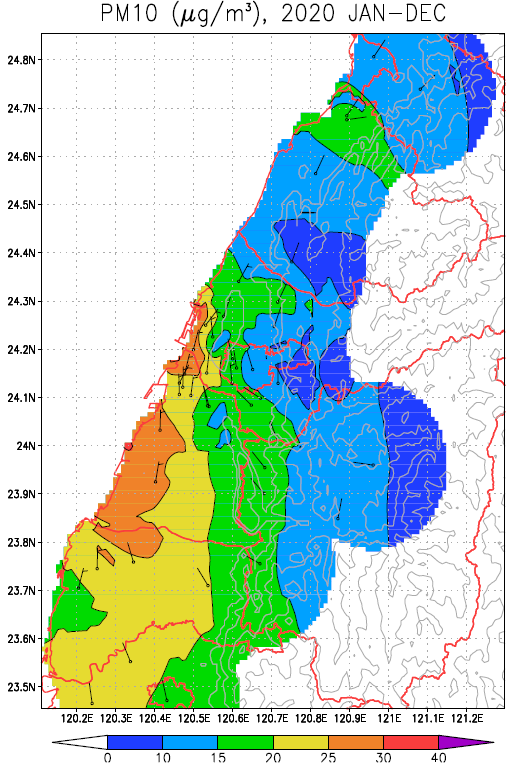 PM10 (μg/m³), 2020 JAN–DEC
24.8N
24.7N
24.6N
24.5N
24.4N
24.3N
24.2N
24.1N
24N
23.9N
23.8N
23.7N
23.6N
23.5N
120.2E 120.3E 120.4E 120.5E 120.6E 120.7E 120.8E 120.9E 121E 121.1E 121.2E
0 10 15 20 25 30 40